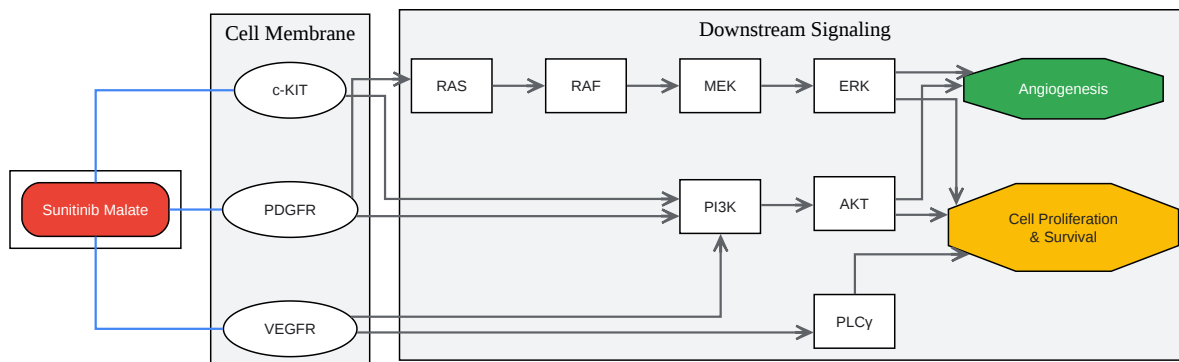 Cell Membrane
Downstream Signaling
c-KIT
RAS
RAF
MEK
ERK
Angiogenesis
Sunitinib Malate
PDGFR
PI3K
AKT
Cell Proliferation
& Survival
VEGFR
PLCγ